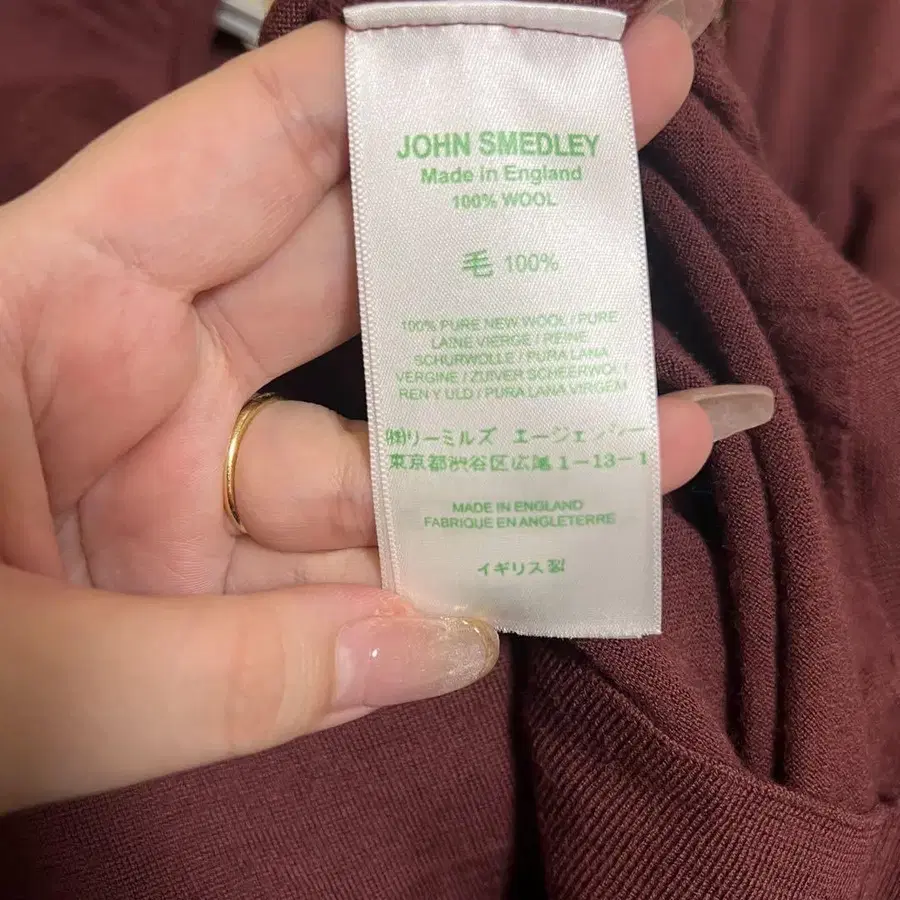 JOHN SMEDLEY
Made in England
100% WOOL
毛 100%
100% PURE NEW WOOL / PURE
LAINE VIERGE / REINE
SCHURWOLLE / PURA LANA
VERGINE / ZUIVER SCHEERWOL /
REN Y ULD / PURA LANA VIRGEM
㈱リーミルズ エージェンシー
東京都渋谷区広尾1-13-1
MADE IN ENGLAND
FABRIQUE EN ANGLETERRE
イギリス製